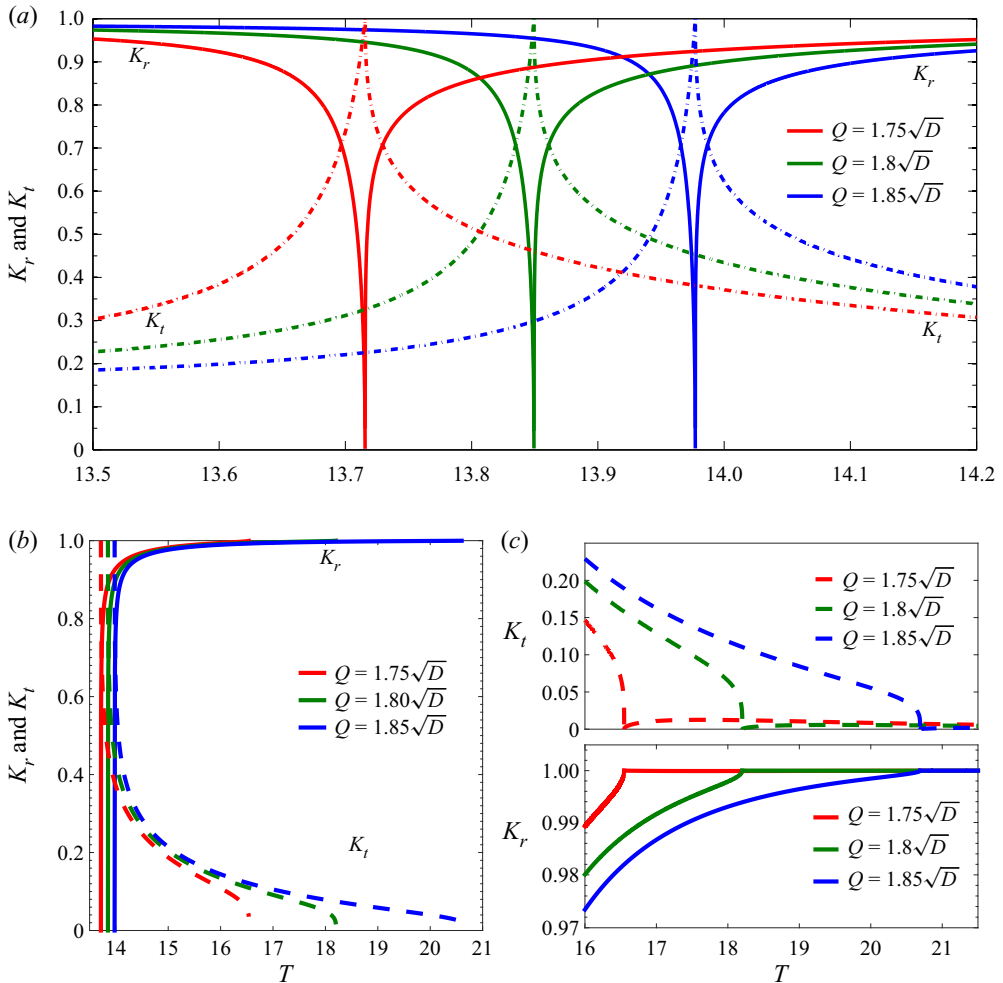 (a)
1.0
0.9
0.8
0.7
0.6
0.5
0.4
0.3
0.2
0.1
0
K_r and K_t
K_r
K_r
Q = 1.75√D
Q = 1.8√D
Q = 1.85√D
K_t
K_t
13.5 13.6 13.7 13.8 13.9 14.0 14.1 14.2
(b)
1.0
0.8
0.6
0.4
0.2
0
K_r and K_t
K_r
Q = 1.75√D
Q = 1.80√D
Q = 1.85√D
K_t
14 15 16 17 18 19 20 21
T
(c)
0.20
0.15
0.10
0.05
0
K_t
Q = 1.75√D
Q = 1.8√D
Q = 1.85√D
1.00
0.99
0.98
0.97
K_r
Q = 1.75√D
Q = 1.8√D
Q = 1.85√D
16 17 18 19 20 21
T